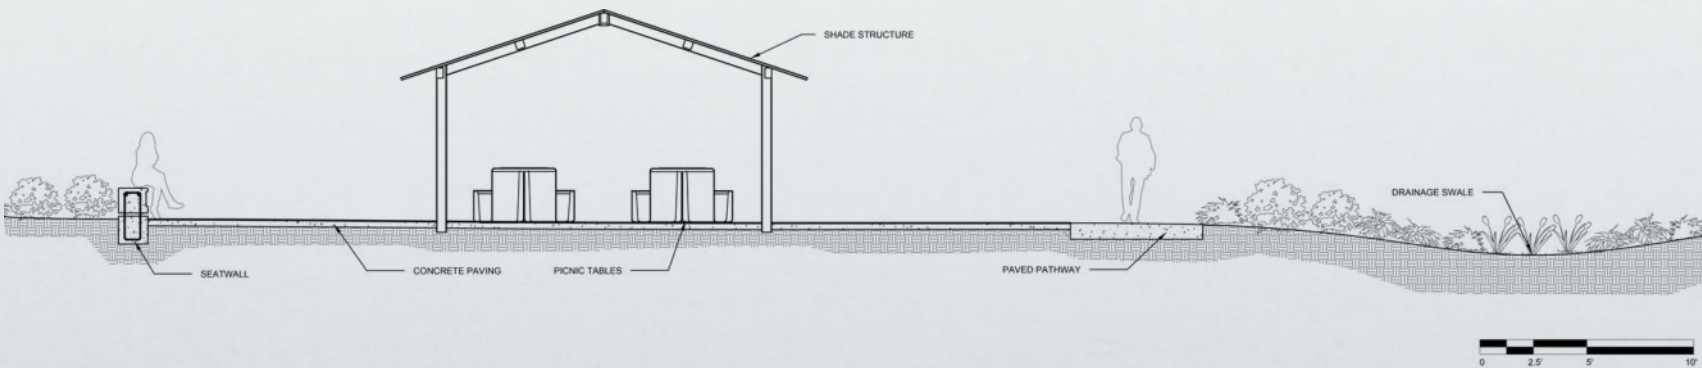 SHADE STRUCTURE
DRAINAGE SWALE
SEATWALL
CONCRETE PAVING
PICNIC TABLES
PAVED PATHWAY
0 2.5' 5' 10'